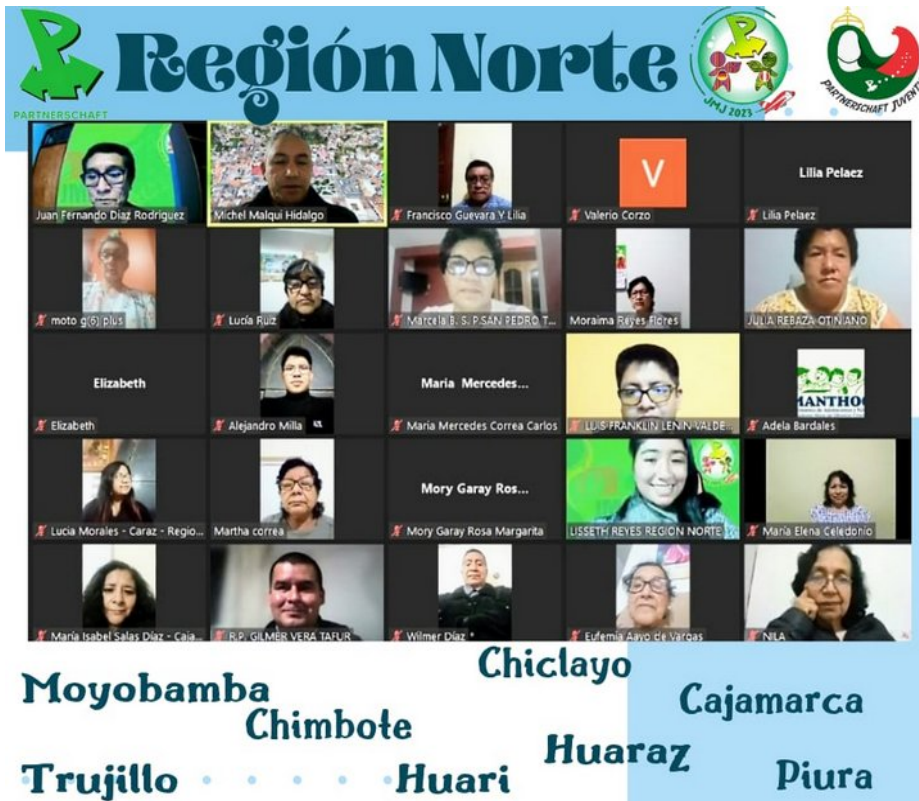 Región Norte
PARTNERSCHAFT
JMJ 2023
PARTNERSCHAFT JUVENT
Juan Fernando Diaz Rodriguez
Michel Malqui Hidalgo
Francisco Guevara Y Lilia
V
Valerio Corzo
Lilia Pelaez
Lilia Pelaez
moto g(6) plus
Lucía Ruiz
Marcela B. S. P.SAN PEDRO T...
Moraima Reyes Flores
JULIA REBAZA OTINIANO
Elizabeth
Elizabeth
Alejandro Milla
Maria Mercedes...
Maria Mercedes Correa Carlos
LUIS FRANKLIN LENIN VALDE...
MANTHO
Adela Bardales
Lucia Morales - Caraz - Regio...
Martha correa
Mory Garay Ros...
Mory Garay Rosa Margarita
LISSETH REYES REGION NORTE
María Elena Celedonio
María Isabel Salas Díaz - Caja...
R.P. GILMER VERA TAFUR
Wilmer Díaz
Eufemia Aayo de Vargas
NILA
Chiclayo
Moyobamba
Cajamarca
Chimbote
Huaraz
Trujillo
Huari
Piura